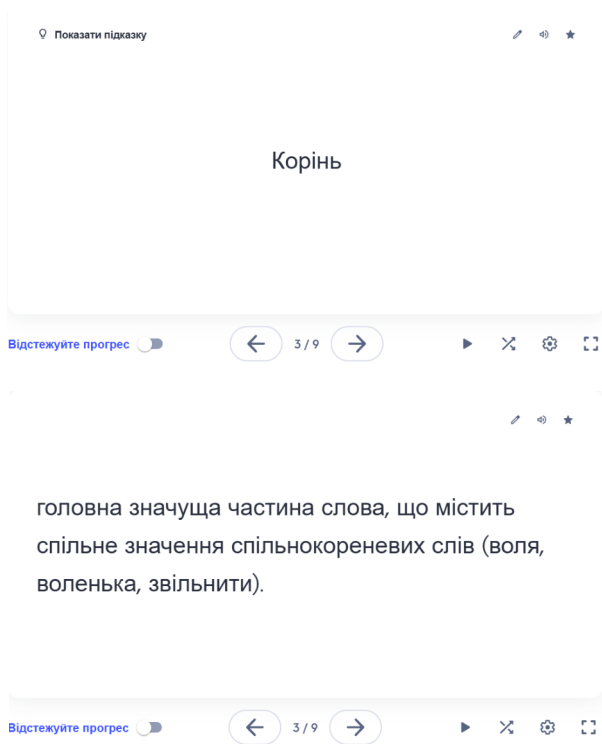 Показати підказку
Корінь
Відстежуйте прогрес
3 / 9
головна значуща частина слова, що містить
спільне значення спільнокореневих слів (воля,
воленька, звільнити).
Відстежуйте прогрес
3 / 9